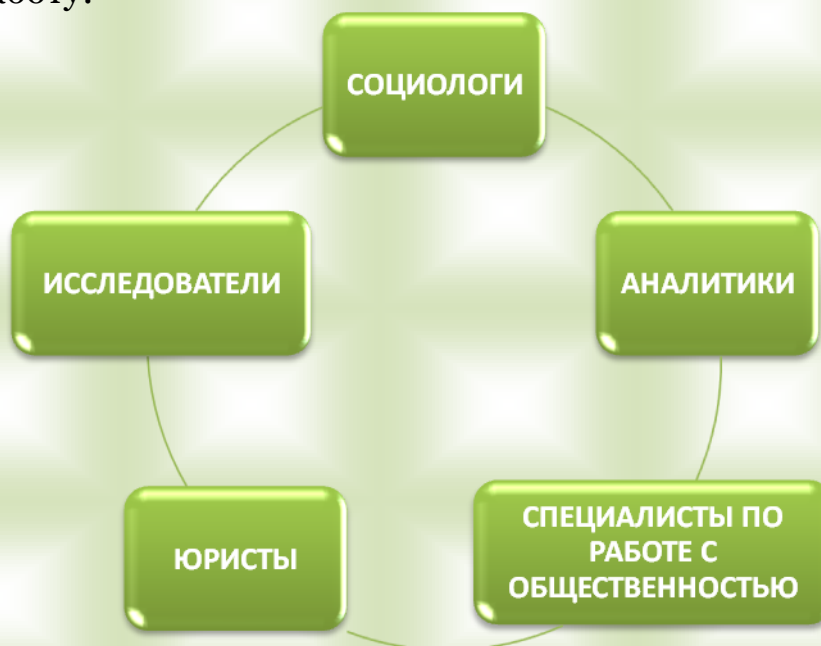 СОЦИОЛОГИ
ИССЛЕДОВАТЕЛИ
АНАЛИТИКИ
ЮРИСТЫ
СПЕЦИАЛИСТЫ ПО
РАБОТЕ С
ОБЩЕСТВЕННОСТЬЮ